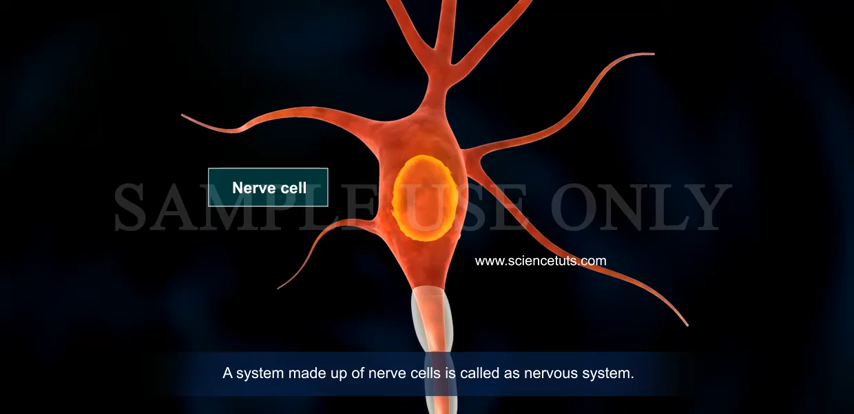 Nerve cell
SAMPLE USE ONLY
www.sciencetuts.com
A system made up of nerve cells is called as nervous system.